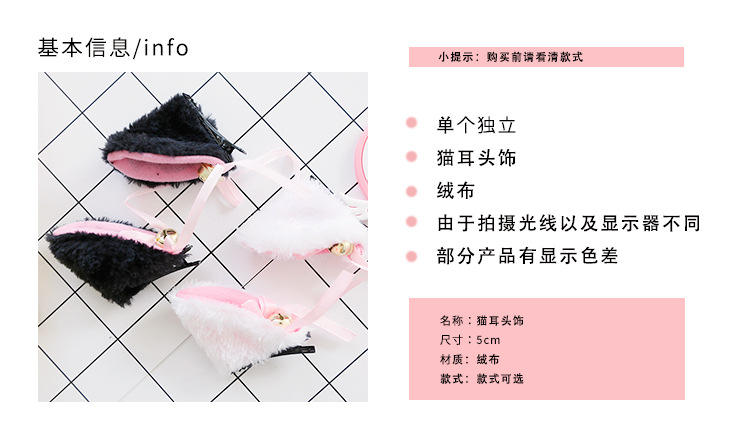 基本信息/info
小提示：购买前请看清款式
单个独立
猫耳头饰
绒布
由于拍摄光线以及显示器不同
部分产品有显示色差
名称：猫耳头饰
尺寸：5cm
材质：绒布
款式：款式可选